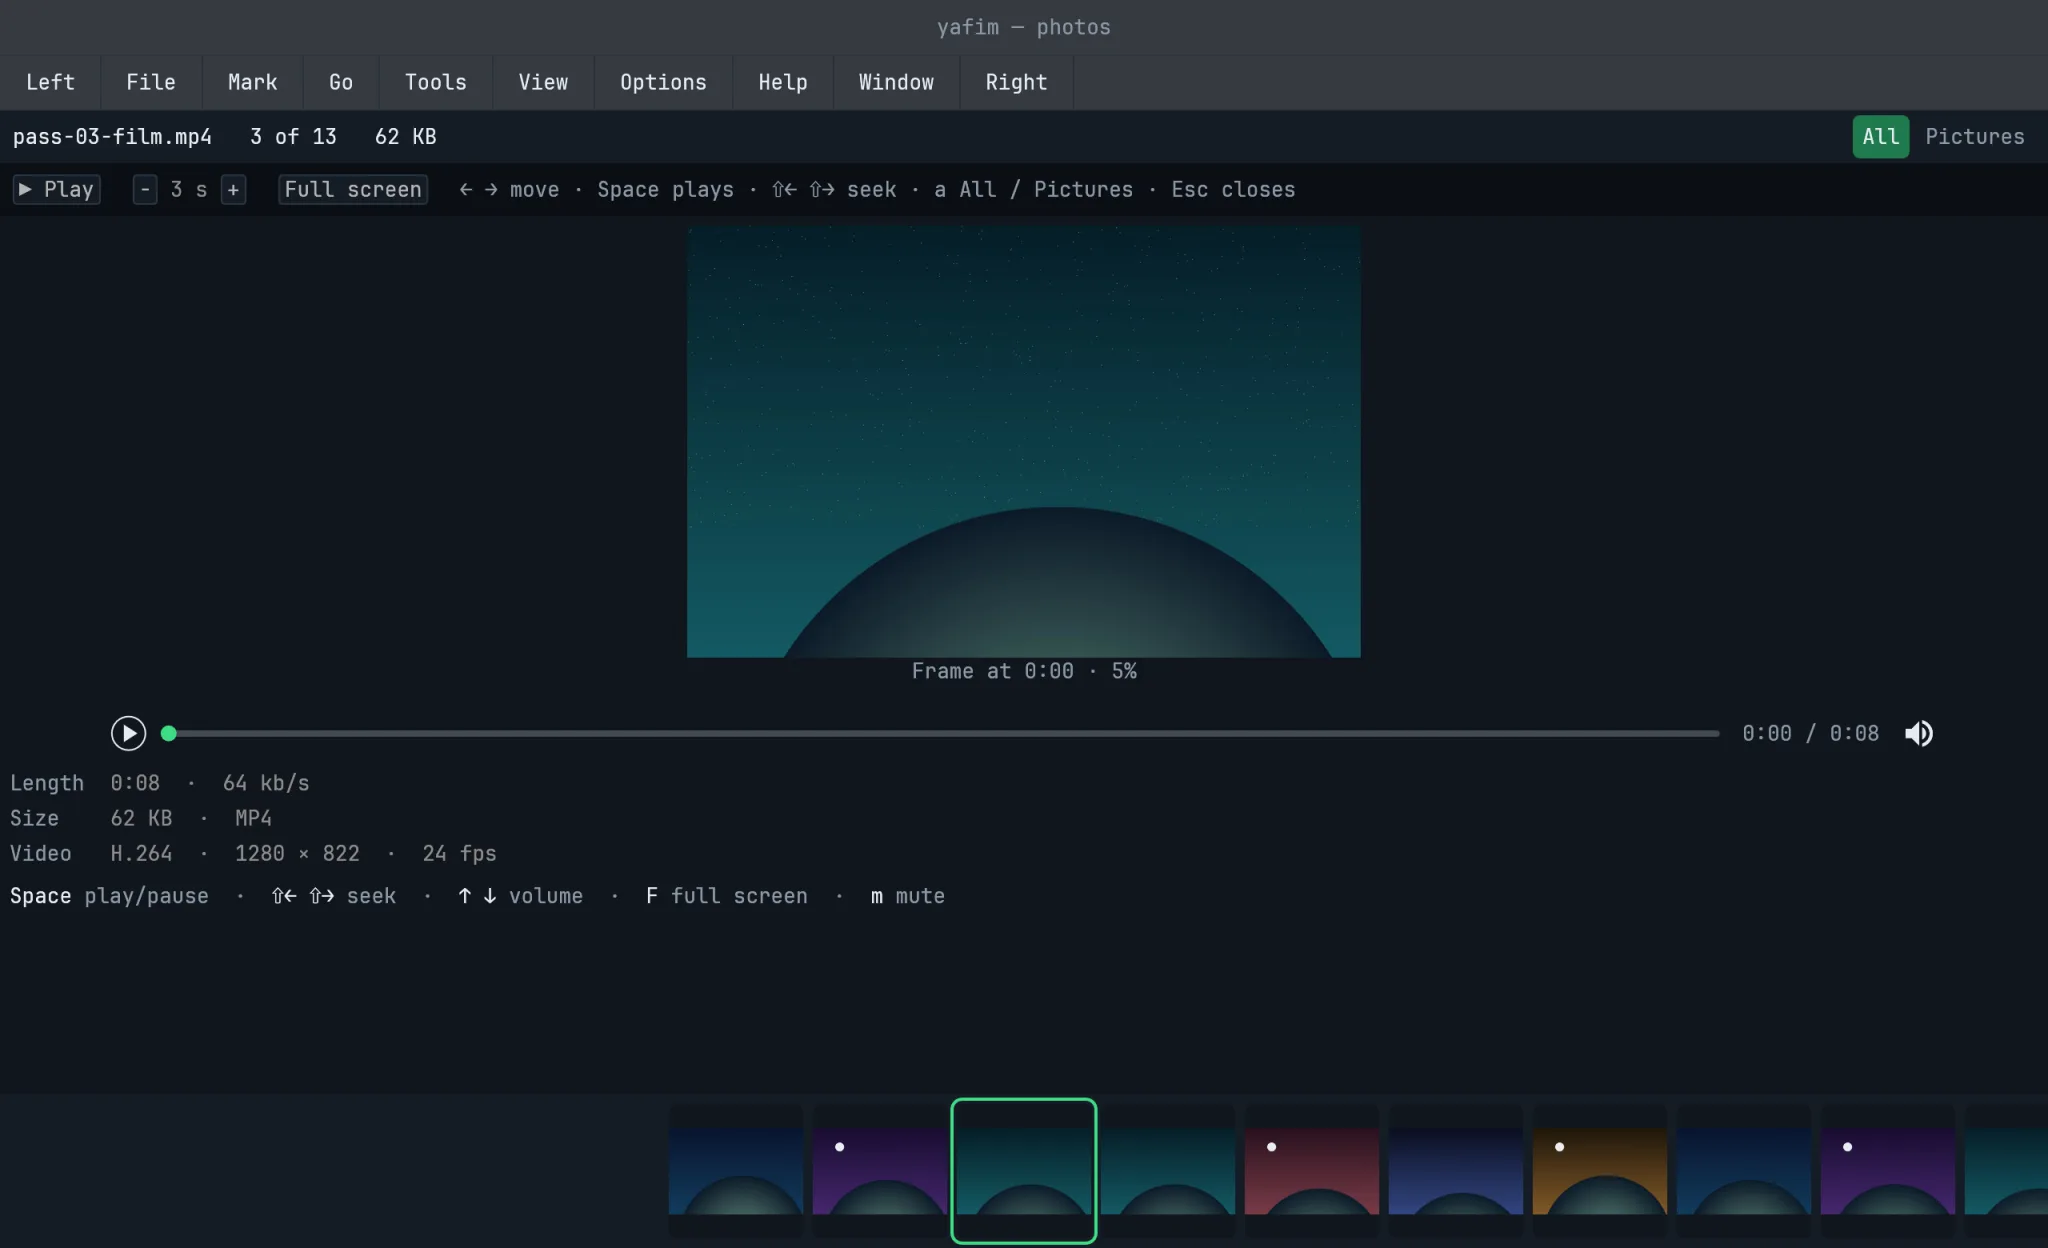 yafim — photos
Left File Mark Go Tools View Options Help Window Right
pass-03-film.mp4 3 of 13 62 KB All Pictures
▶ Play - 3 s + Full screen ← → move · Space plays · ⇧← ⇧→ seek · a All / Pictures · Esc closes
Frame at 0:00 · 5%
0:00 / 0:08
Length 0:08 · 64 kb/s
Size 62 KB · MP4
Video H.264 · 1280 × 822 · 24 fps
Space play/pause · ⇧← ⇧→ seek · ↑ ↓ volume · F full screen · m mute